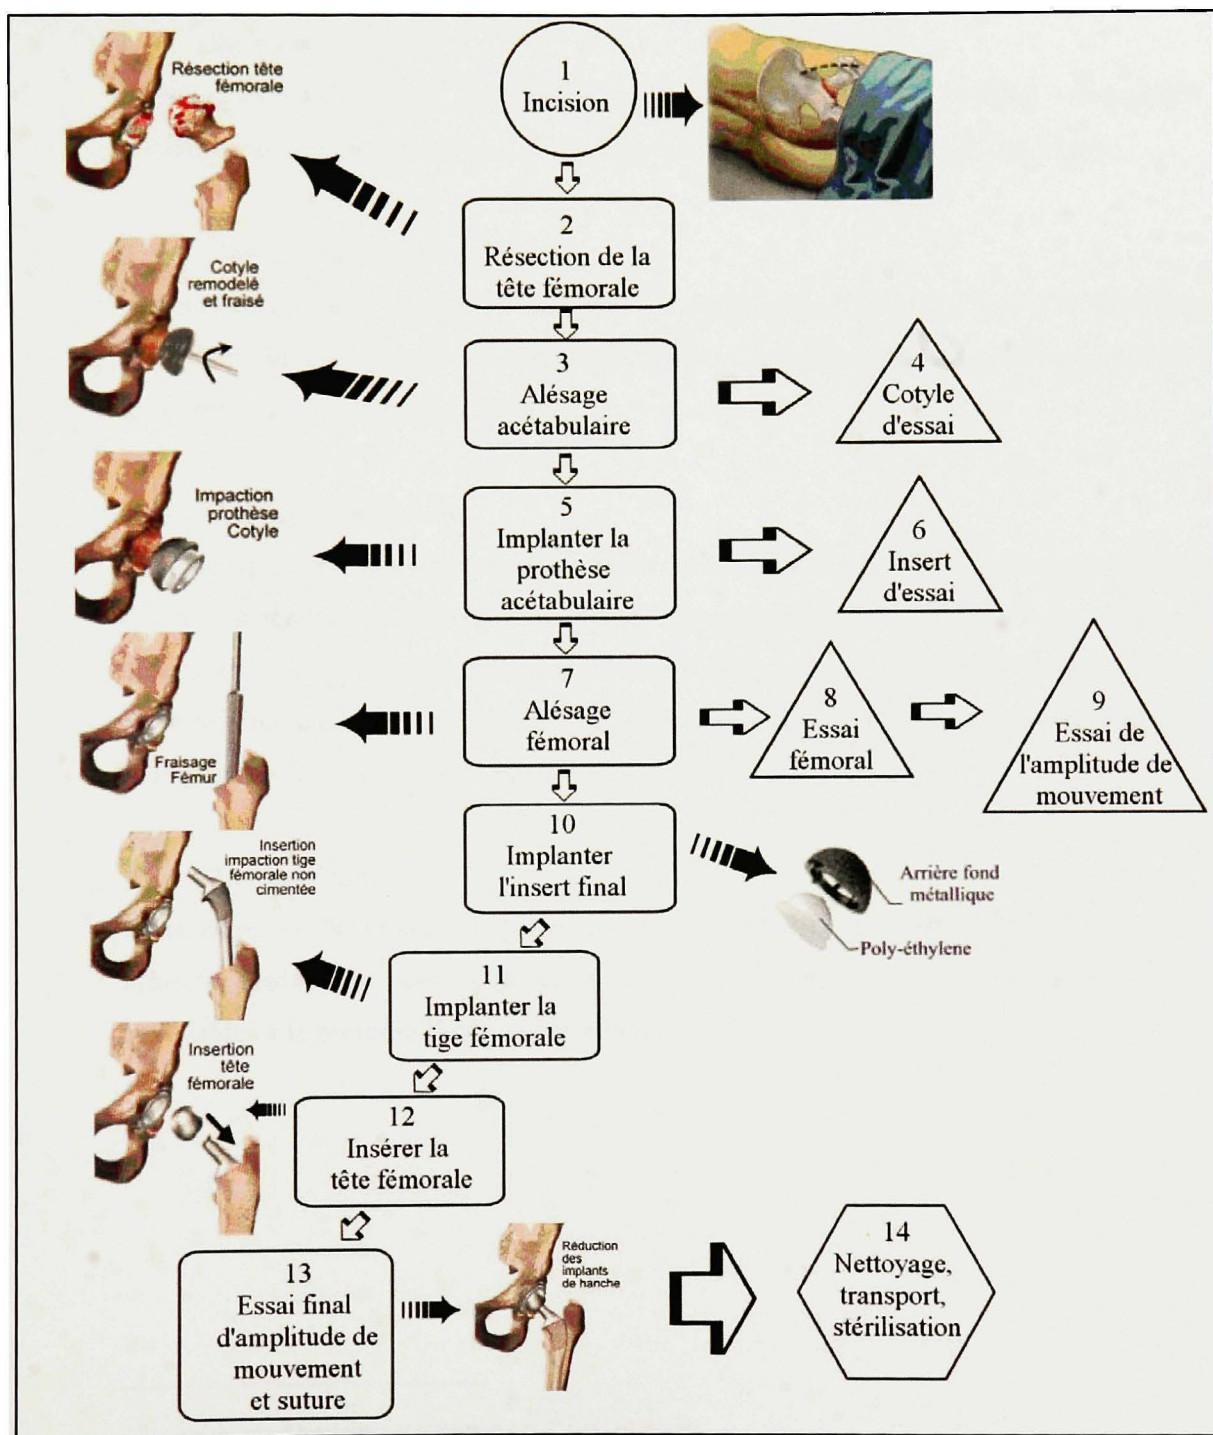 1
Incision
Résection tête
fémorale
2
Résection de la
tête fémorale
Cotyle
remodelé
et fraisé
3
Alésage
acétabulaire
4
Cotyle
d'essai
Impaction
prothèse
Cotyle
5
Implanter la
prothèse
acétabulaire
6
Insert
d'essai
Fraisage
Fémur
7
Alésage
fémoral
8
Essai
fémoral
9
Essai de
l'amplitude de
mouvement
10
Implanter
l'insert final
Arrière fond
métallique
Poly-éthylene
Insertion
impaction tige
fémorale non
cimentée
11
Implanter la
tige fémorale
Insertion
tête
fémorale
12
Insérer la
tête fémorale
13
Essai final
d'amplitude de
mouvement
et suture
Réduction
des
implants
de hanche
14
Nettoyage,
transport,
stérilisation